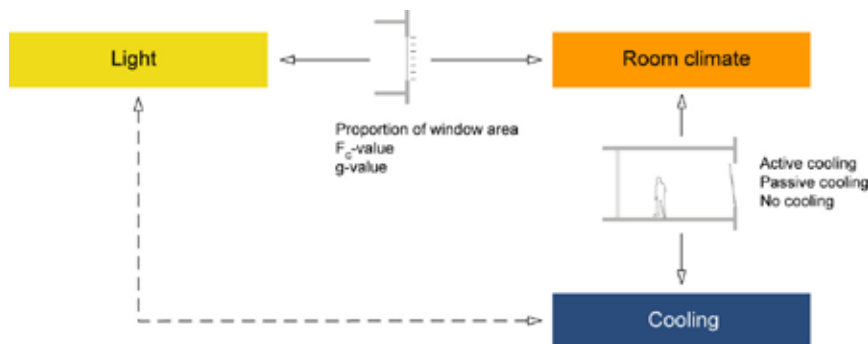 Light
Room climate
Proportion of window area
Fc-value
g-value
Active cooling
Passive cooling
No cooling
Cooling